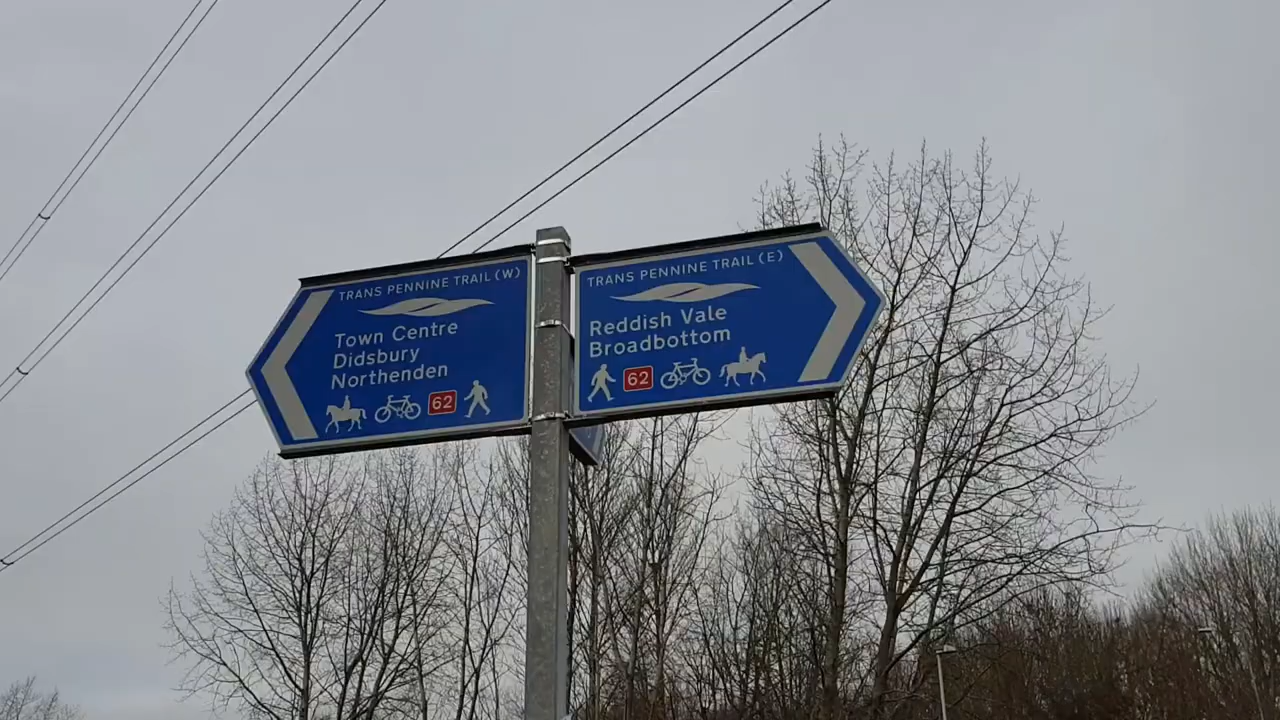 TRANS PENNINE TRAIL (W)
Town Centre
Didsbury
Northenden
62
TRANS PENNINE TRAIL (E)
Reddish Vale
Broadbottom
62